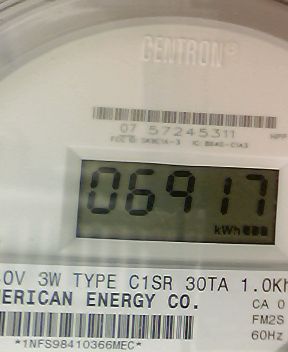 CENTRON®
07 57245311
06917
kWh
.0V 3W TYPE C1SR 30TA 1.0Kh
ERICAN ENERGY CO.
CA 0
FM2S
60Hz
*1NFS98410366MEC*